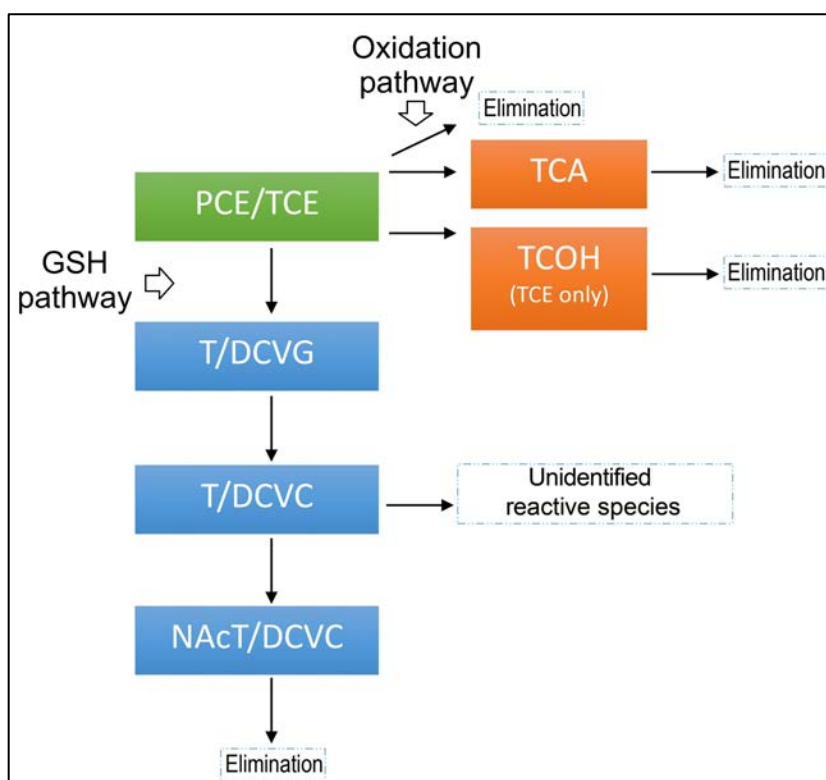 Oxidation
pathway
Elimination
PCE/TCE
TCA
Elimination
TCOH
(TCE only)
Elimination
GSH
pathway
T/DCVG
T/DCVC
Unidentified
reactive species
NAcT/DCVC
Elimination